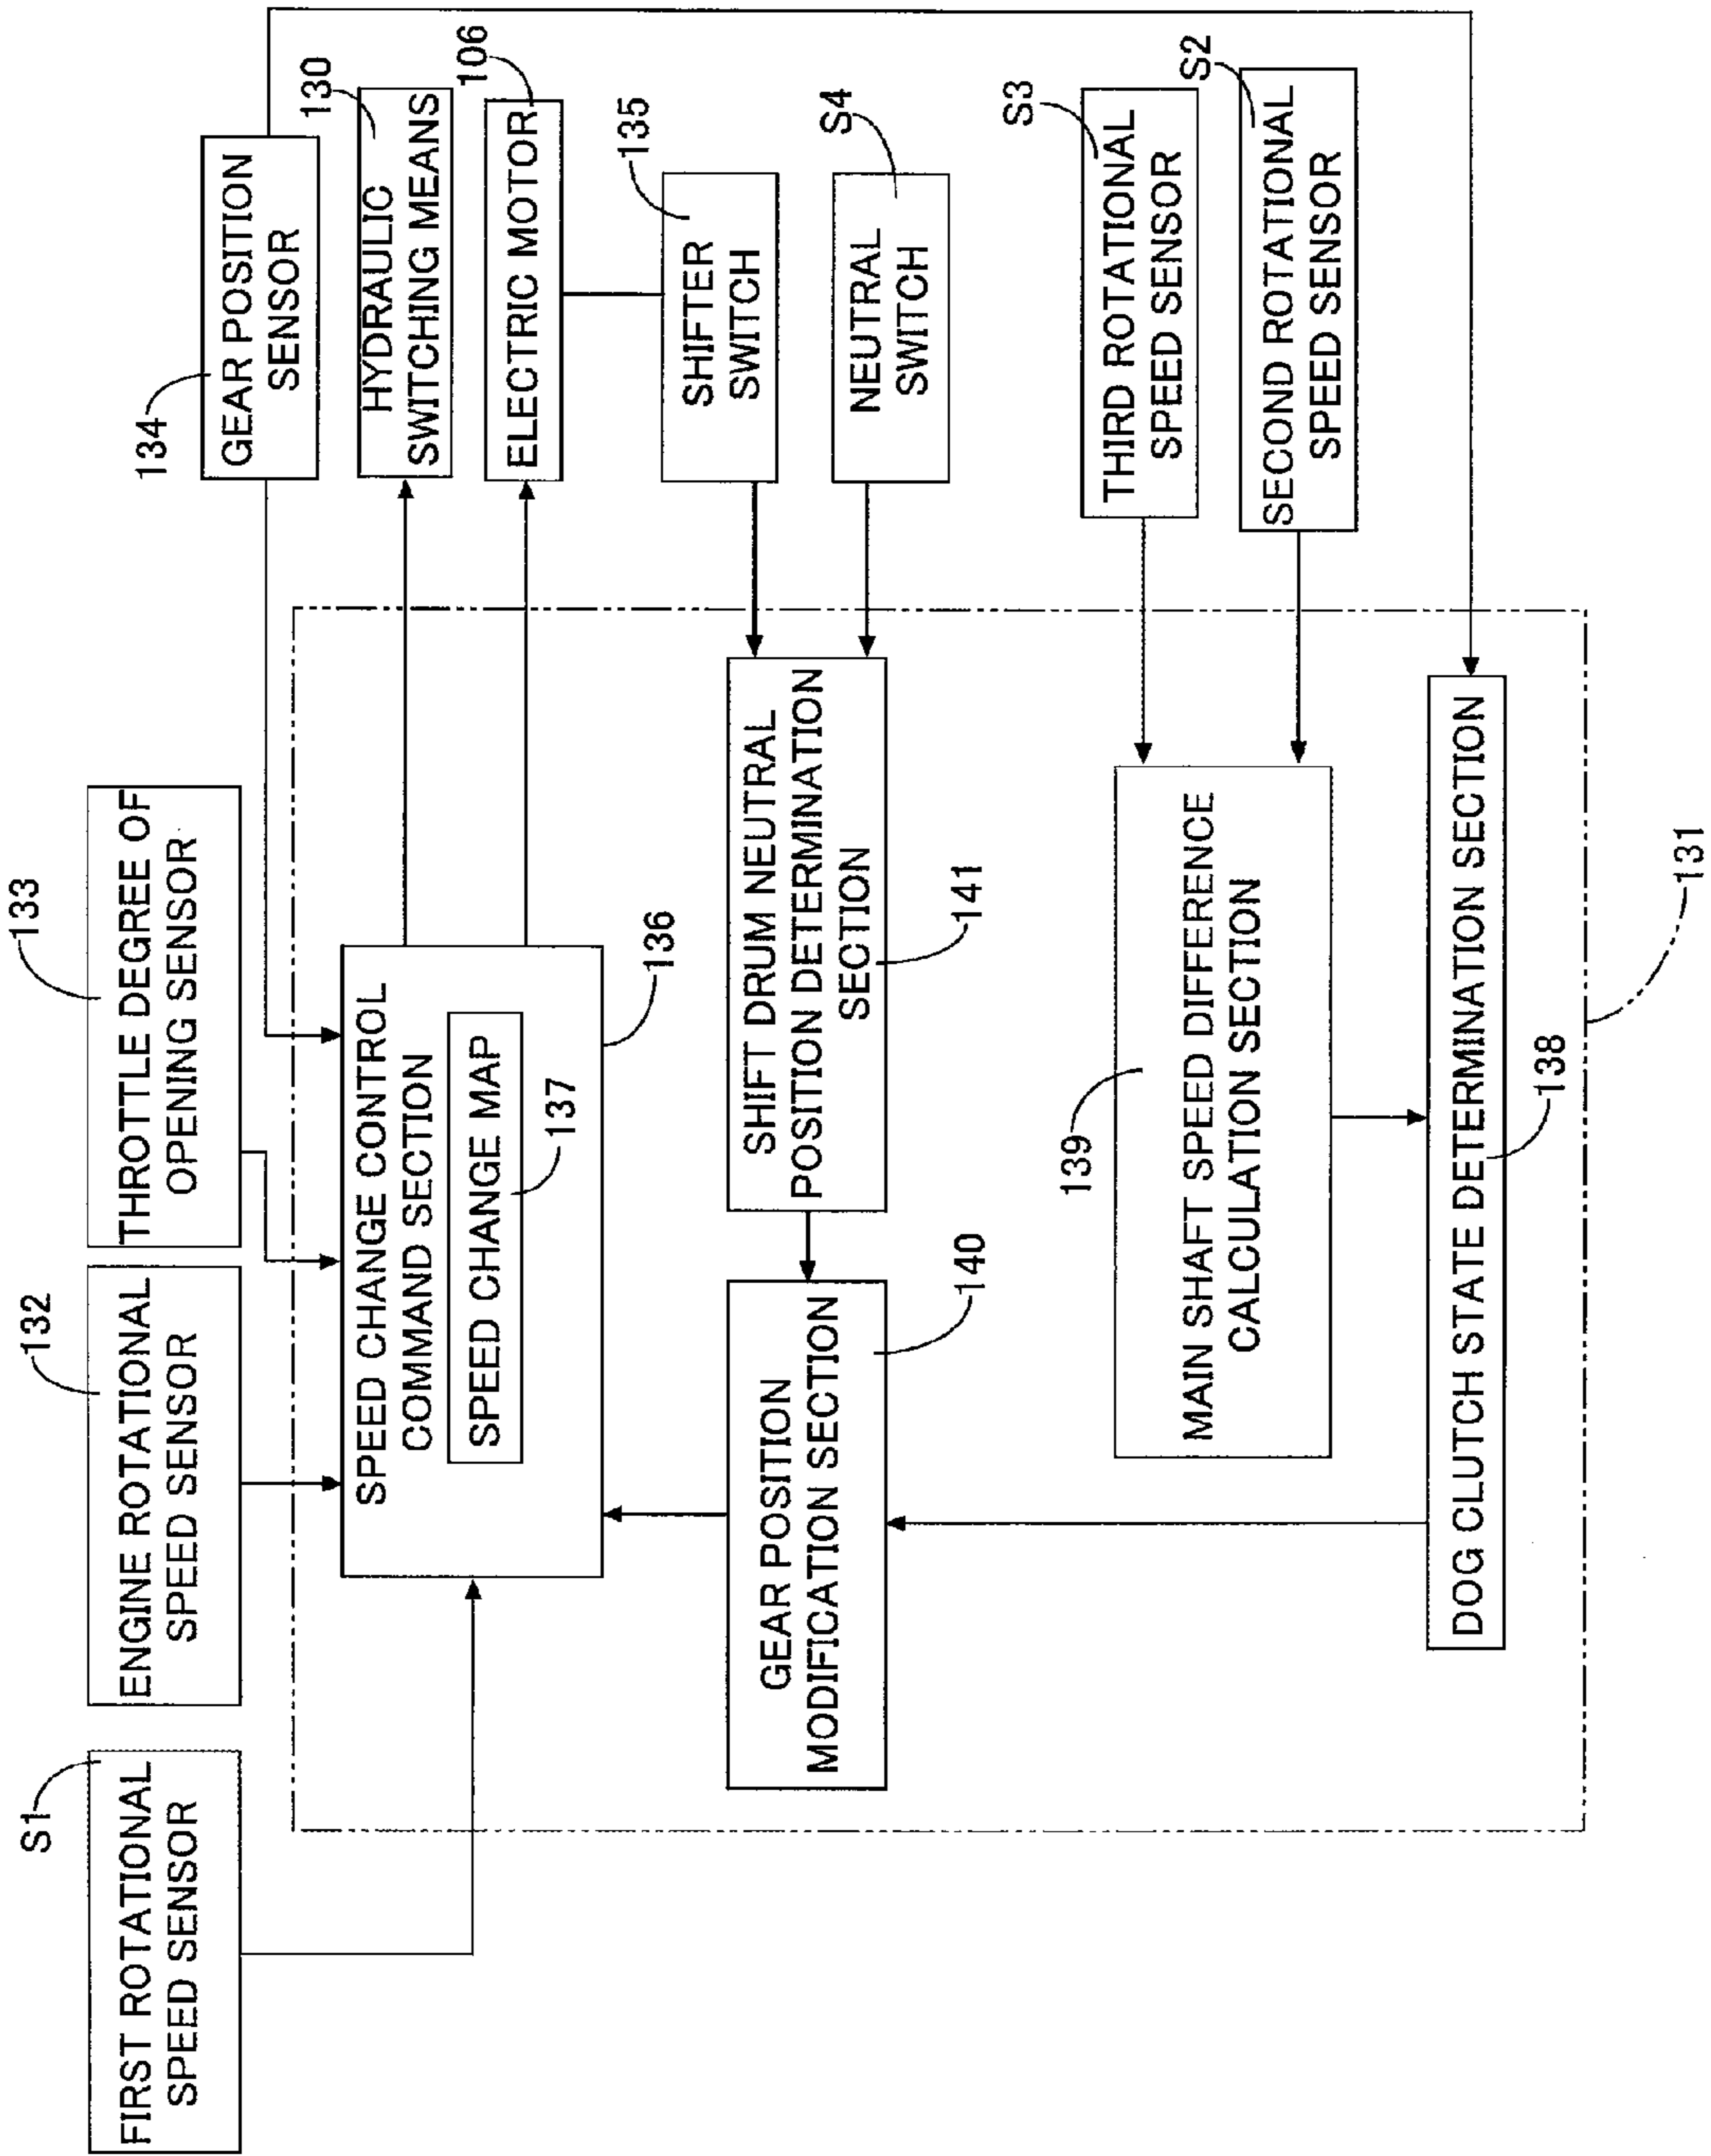 S1
FIRST ROTATIONAL
SPEED SENSOR
132
ENGINE ROTATIONAL
SPEED SENSOR
133
THROTTLE DEGREE OF
OPENING SENSOR
134
GEAR POSITION
SENSOR
130
HYDRAULIC
SWITCHING MEANS
106
ELECTRIC MOTOR
135
SHIFTER
SWITCH
S4
NEUTRAL
SWITCH
S3
THIRD ROTATIONAL
SPEED SENSOR
S2
SECOND ROTATIONAL
SPEED SENSOR
SPEED CHANGE CONTROL
COMMAND SECTION
SPEED CHANGE MAP
137
136
SHIFT DRUM NEUTRAL
POSITION DETERMINATION
SECTION
141
GEAR POSITION
MODIFICATION SECTION
140
139
MAIN SHAFT SPEED DIFFERENCE
CALCULATION SECTION
DOG CLUTCH STATE DETERMINATION SECTION
138
131